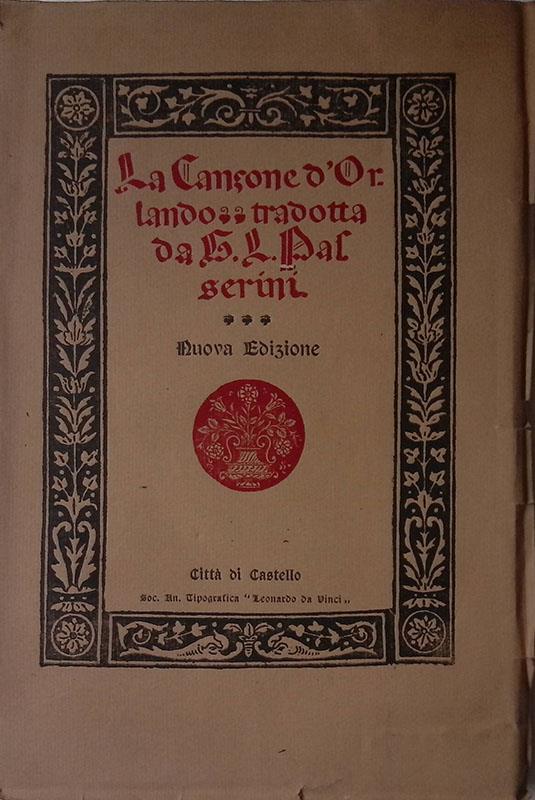 La Canzone d'Or-
lando tradotta
da G. L. Pas
serini
Nuova Edizione
Città di Castello
Soc. An. Tipografica "Leonardo da Vinci„